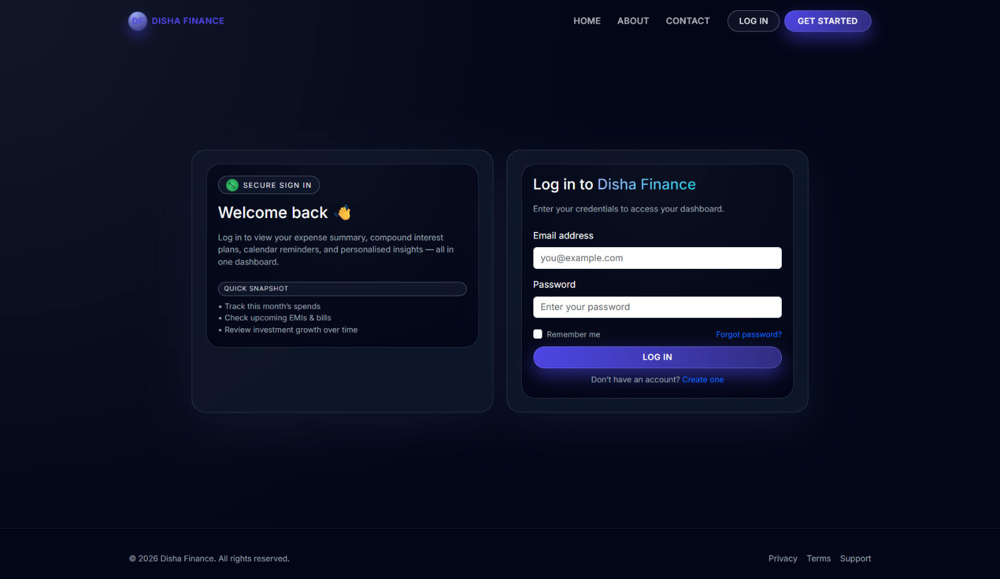 DF DISHA FINANCE
HOME ABOUT CONTACT LOG IN GET STARTED
SECURE SIGN IN
Welcome back 👋
Log in to view your expense summary, compound interest
plans, calendar reminders, and personalised insights — all in
one dashboard.
QUICK SNAPSHOT
• Track this month’s spends
• Check upcoming EMIs & bills
• Review investment growth over time
Log in to Disha Finance
Enter your credentials to access your dashboard.
Email address
you@example.com
Password
Enter your password
Remember me Forgot password?
LOG IN
Don’t have an account? Create one
© 2026 Disha Finance. All rights reserved.
Privacy Terms Support